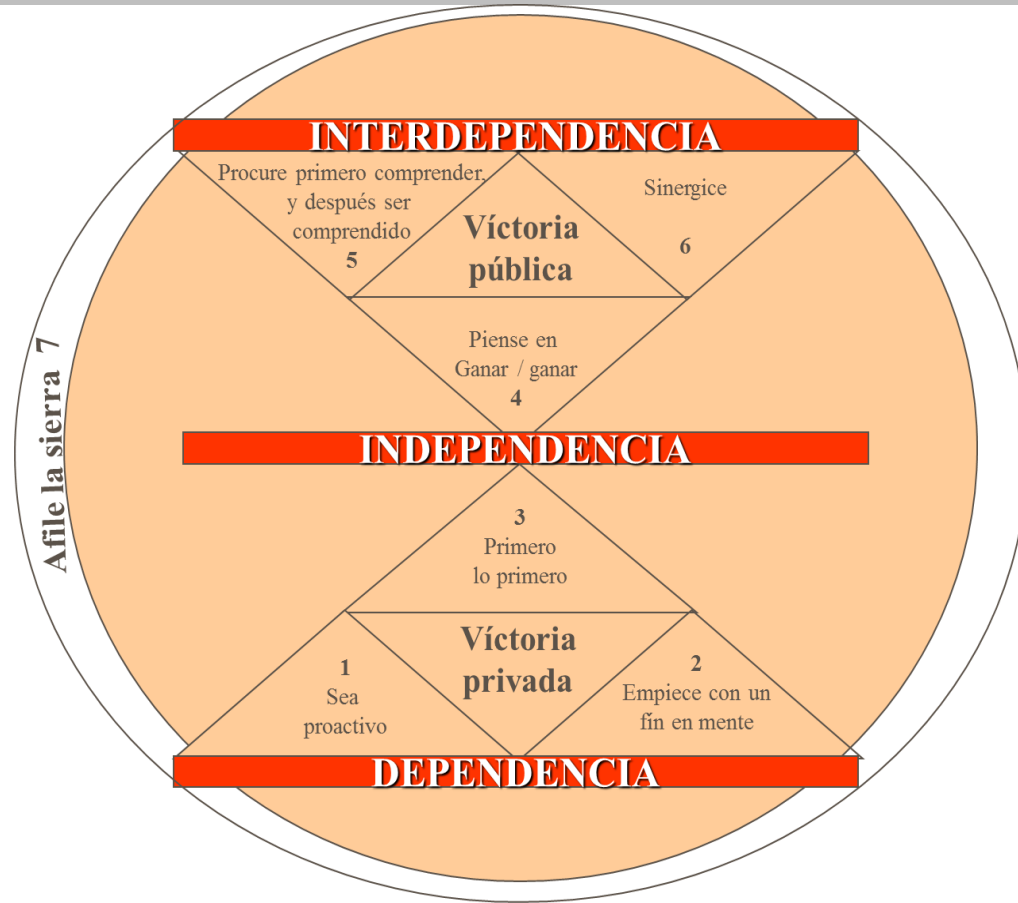 INTERDEPENDENCIA
Procure primero comprender,
y después ser
comprendido
5
Víctoria
pública
Sinergice
6
Piense en
Ganar / ganar
4
INDEPENDENCIA
Afile la sierra 7
3
Primero
lo primero
Víctoria
privada
1
Sea
proactivo
2
Empiece con un
fín en mente
DEPENDENCIA